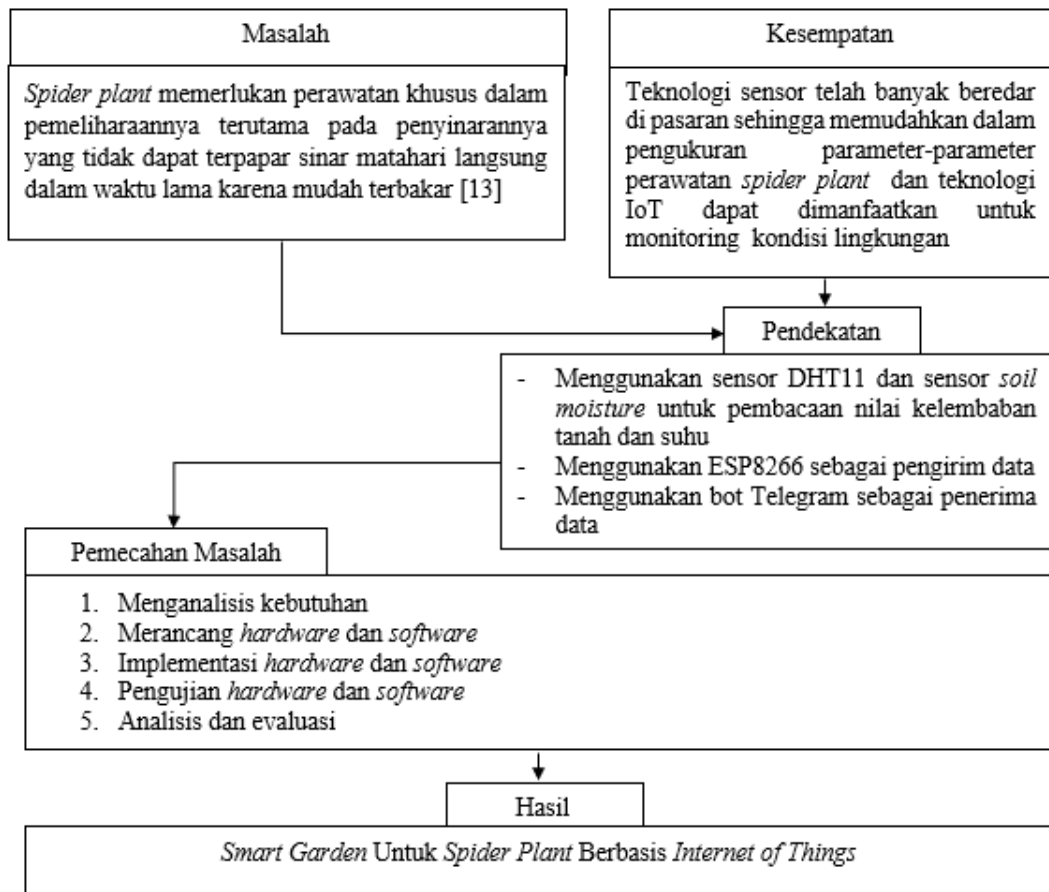 Masalah
Spider plant memerlukan perawatan khusus dalam
pemeliharaannya terutama pada penyinarannya
yang tidak dapat terpapar sinar matahari langsung
dalam waktu lama karena mudah terbakar [13]
Kesempatan
Teknologi sensor telah banyak beredar
di pasaran sehingga memudahkan dalam
pengukuran parameter-parameter
perawatan spider plant dan teknologi
IoT dapat dimanfaatkan untuk
monitoring kondisi lingkungan
Pendekatan
- Menggunakan sensor DHT11 dan sensor soil
moisture untuk pembacaan nilai kelembaban
tanah dan suhu
- Menggunakan ESP8266 sebagai pengirim data
- Menggunakan bot Telegram sebagai penerima
data
Pemecahan Masalah
1. Menganalisis kebutuhan
2. Merancang hardware dan software
3. Implementasi hardware dan software
4. Pengujian hardware dan software
5. Analisis dan evaluasi
Hasil
Smart Garden Untuk Spider Plant Berbasis Internet of Things